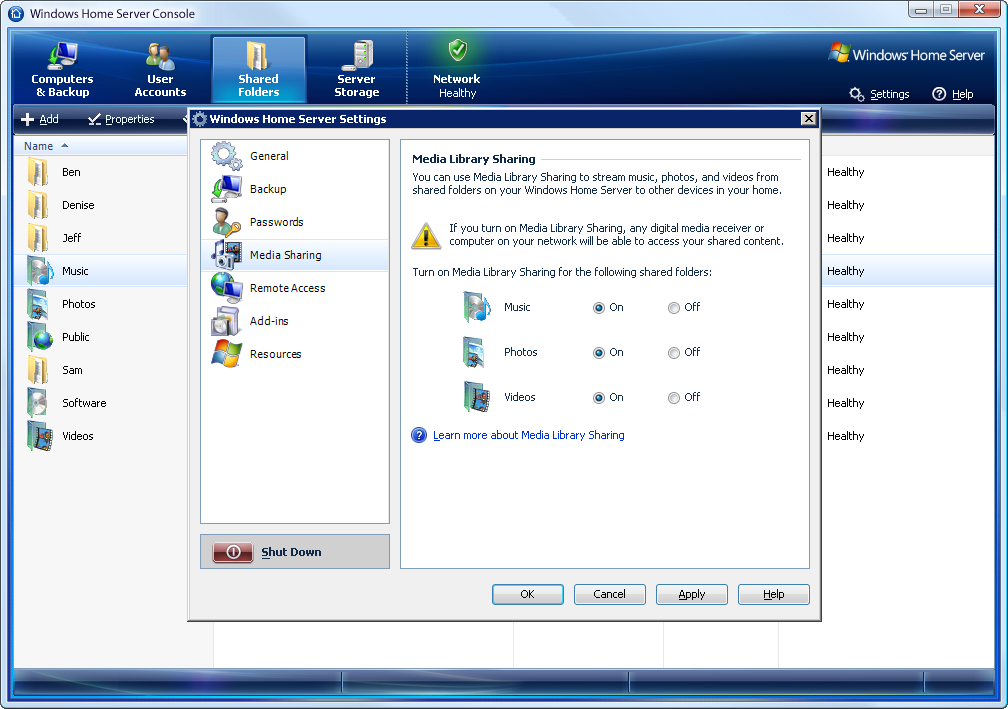 Windows Home Server Console
Computers
& Backup
User
Accounts
Shared
Folders
Server
Storage
Network
Healthy
Windows Home Server
Settings
Help
Add
Properties
Name
Ben
Healthy
Denise
Healthy
Jeff
Healthy
Music
Healthy
Photos
Healthy
Public
Healthy
Sam
Healthy
Software
Healthy
Videos
Healthy
Windows Home Server Settings
General
Backup
Passwords
Media Sharing
Remote Access
Add-ins
Resources
Shut Down
Media Library Sharing
You can use Media Library Sharing to stream music, photos, and videos from
shared folders on your Windows Home Server to other devices in your home.
If you turn on Media Library Sharing, any digital media receiver or
computer on your network will be able to access your shared content.
Turn on Media Library Sharing for the following shared folders:
Music On Off
Photos On Off
Videos On Off
Learn more about Media Library Sharing
OK Cancel Apply Help